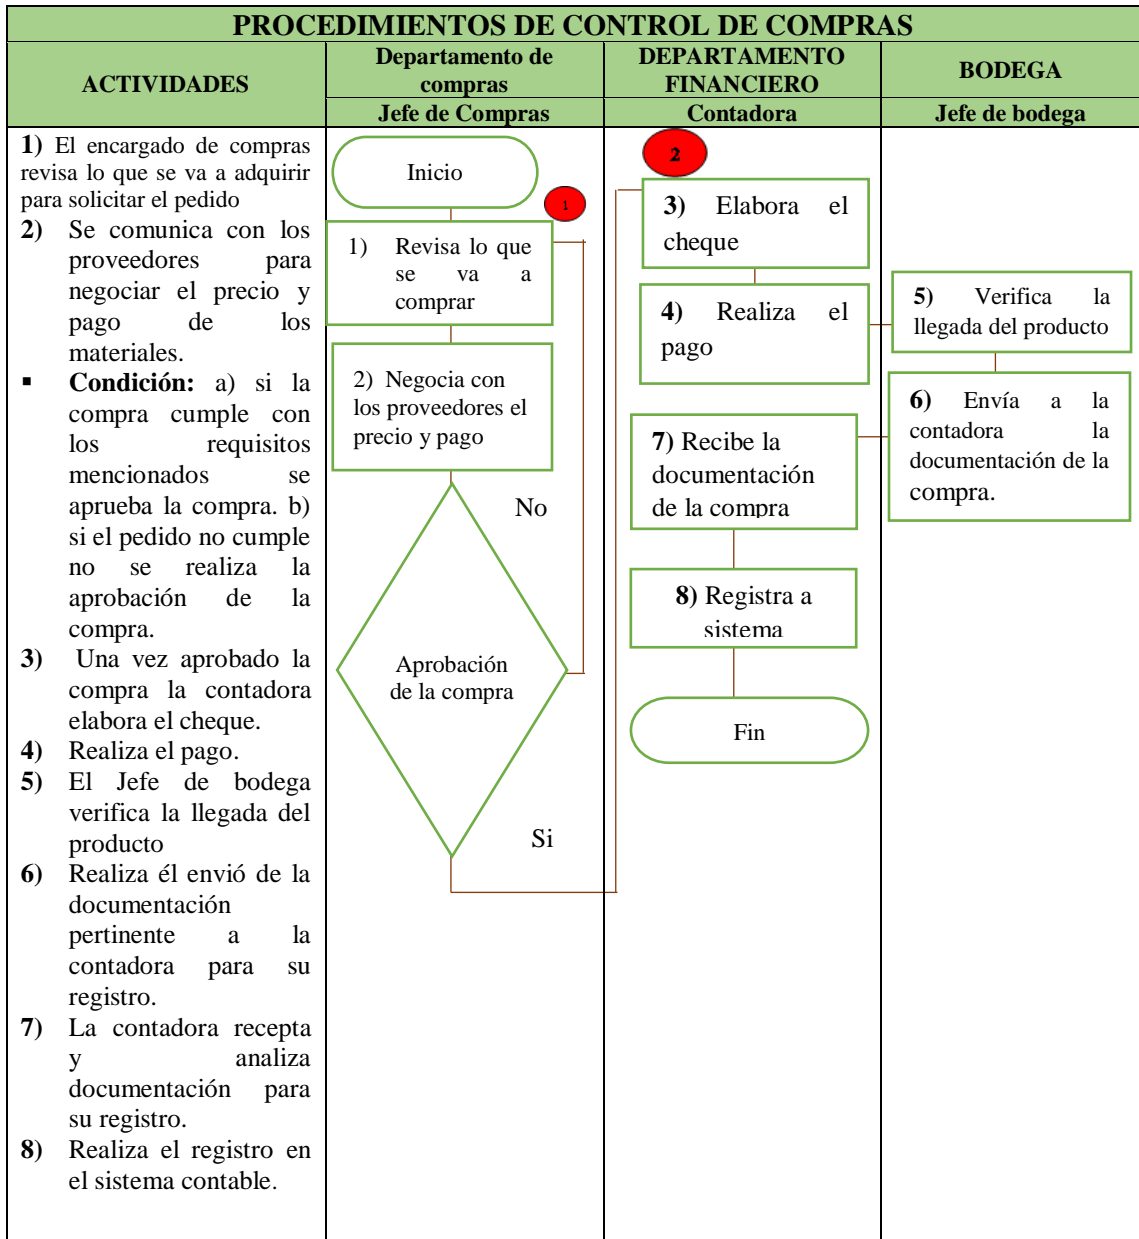 PROCEDIMIENTOS DE CONTROL DE COMPRAS
ACTIVIDADES
Departamento de
compras
DEPARTAMENTO
FINANCIERO
BODEGA
Jefe de Compras
Contadora
Jefe de bodega
1) El encargado de compras
revisa lo que se va a adquirir
para solicitar el pedido
2) Se comunica con los
proveedores para
negociar el precio y
pago de los
materiales.
▪ Condición: a) si la
compra cumple con
los requisitos
mencionados se
aprueba la compra. b)
si el pedido no cumple
no se realiza la
aprobación de la
compra.
3) Una vez aprobado la
compra la contadora
elabora el cheque.
4) Realiza el pago.
5) El Jefe de bodega
verifica la llegada del
producto
6) Realiza él envió de la
documentación
pertinente a la
contadora para su
registro.
7) La contadora recepta
y analiza
documentación para
su registro.
8) Realiza el registro en
el sistema contable.
Inicio
1
1) Revisa lo que
se va a
comprar
2) Negocia con
los proveedores el
precio y pago
No
Aprobación
de la compra
Si
2
3) Elabora el
cheque
4) Realiza el
pago
5) Verifica la
llegada del producto
6) Envía a la
contadora la
documentación de la
compra.
7) Recibe la
documentación
de la compra
8) Registra a
sistema
Fin